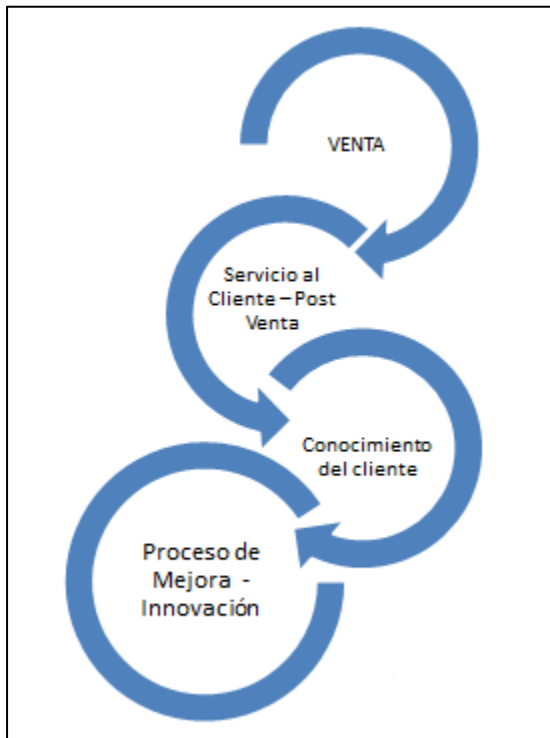 VENTA
Servicio al
Cliente – Post
Venta
Conocimiento
del cliente
Proceso de
Mejora -
Innovación